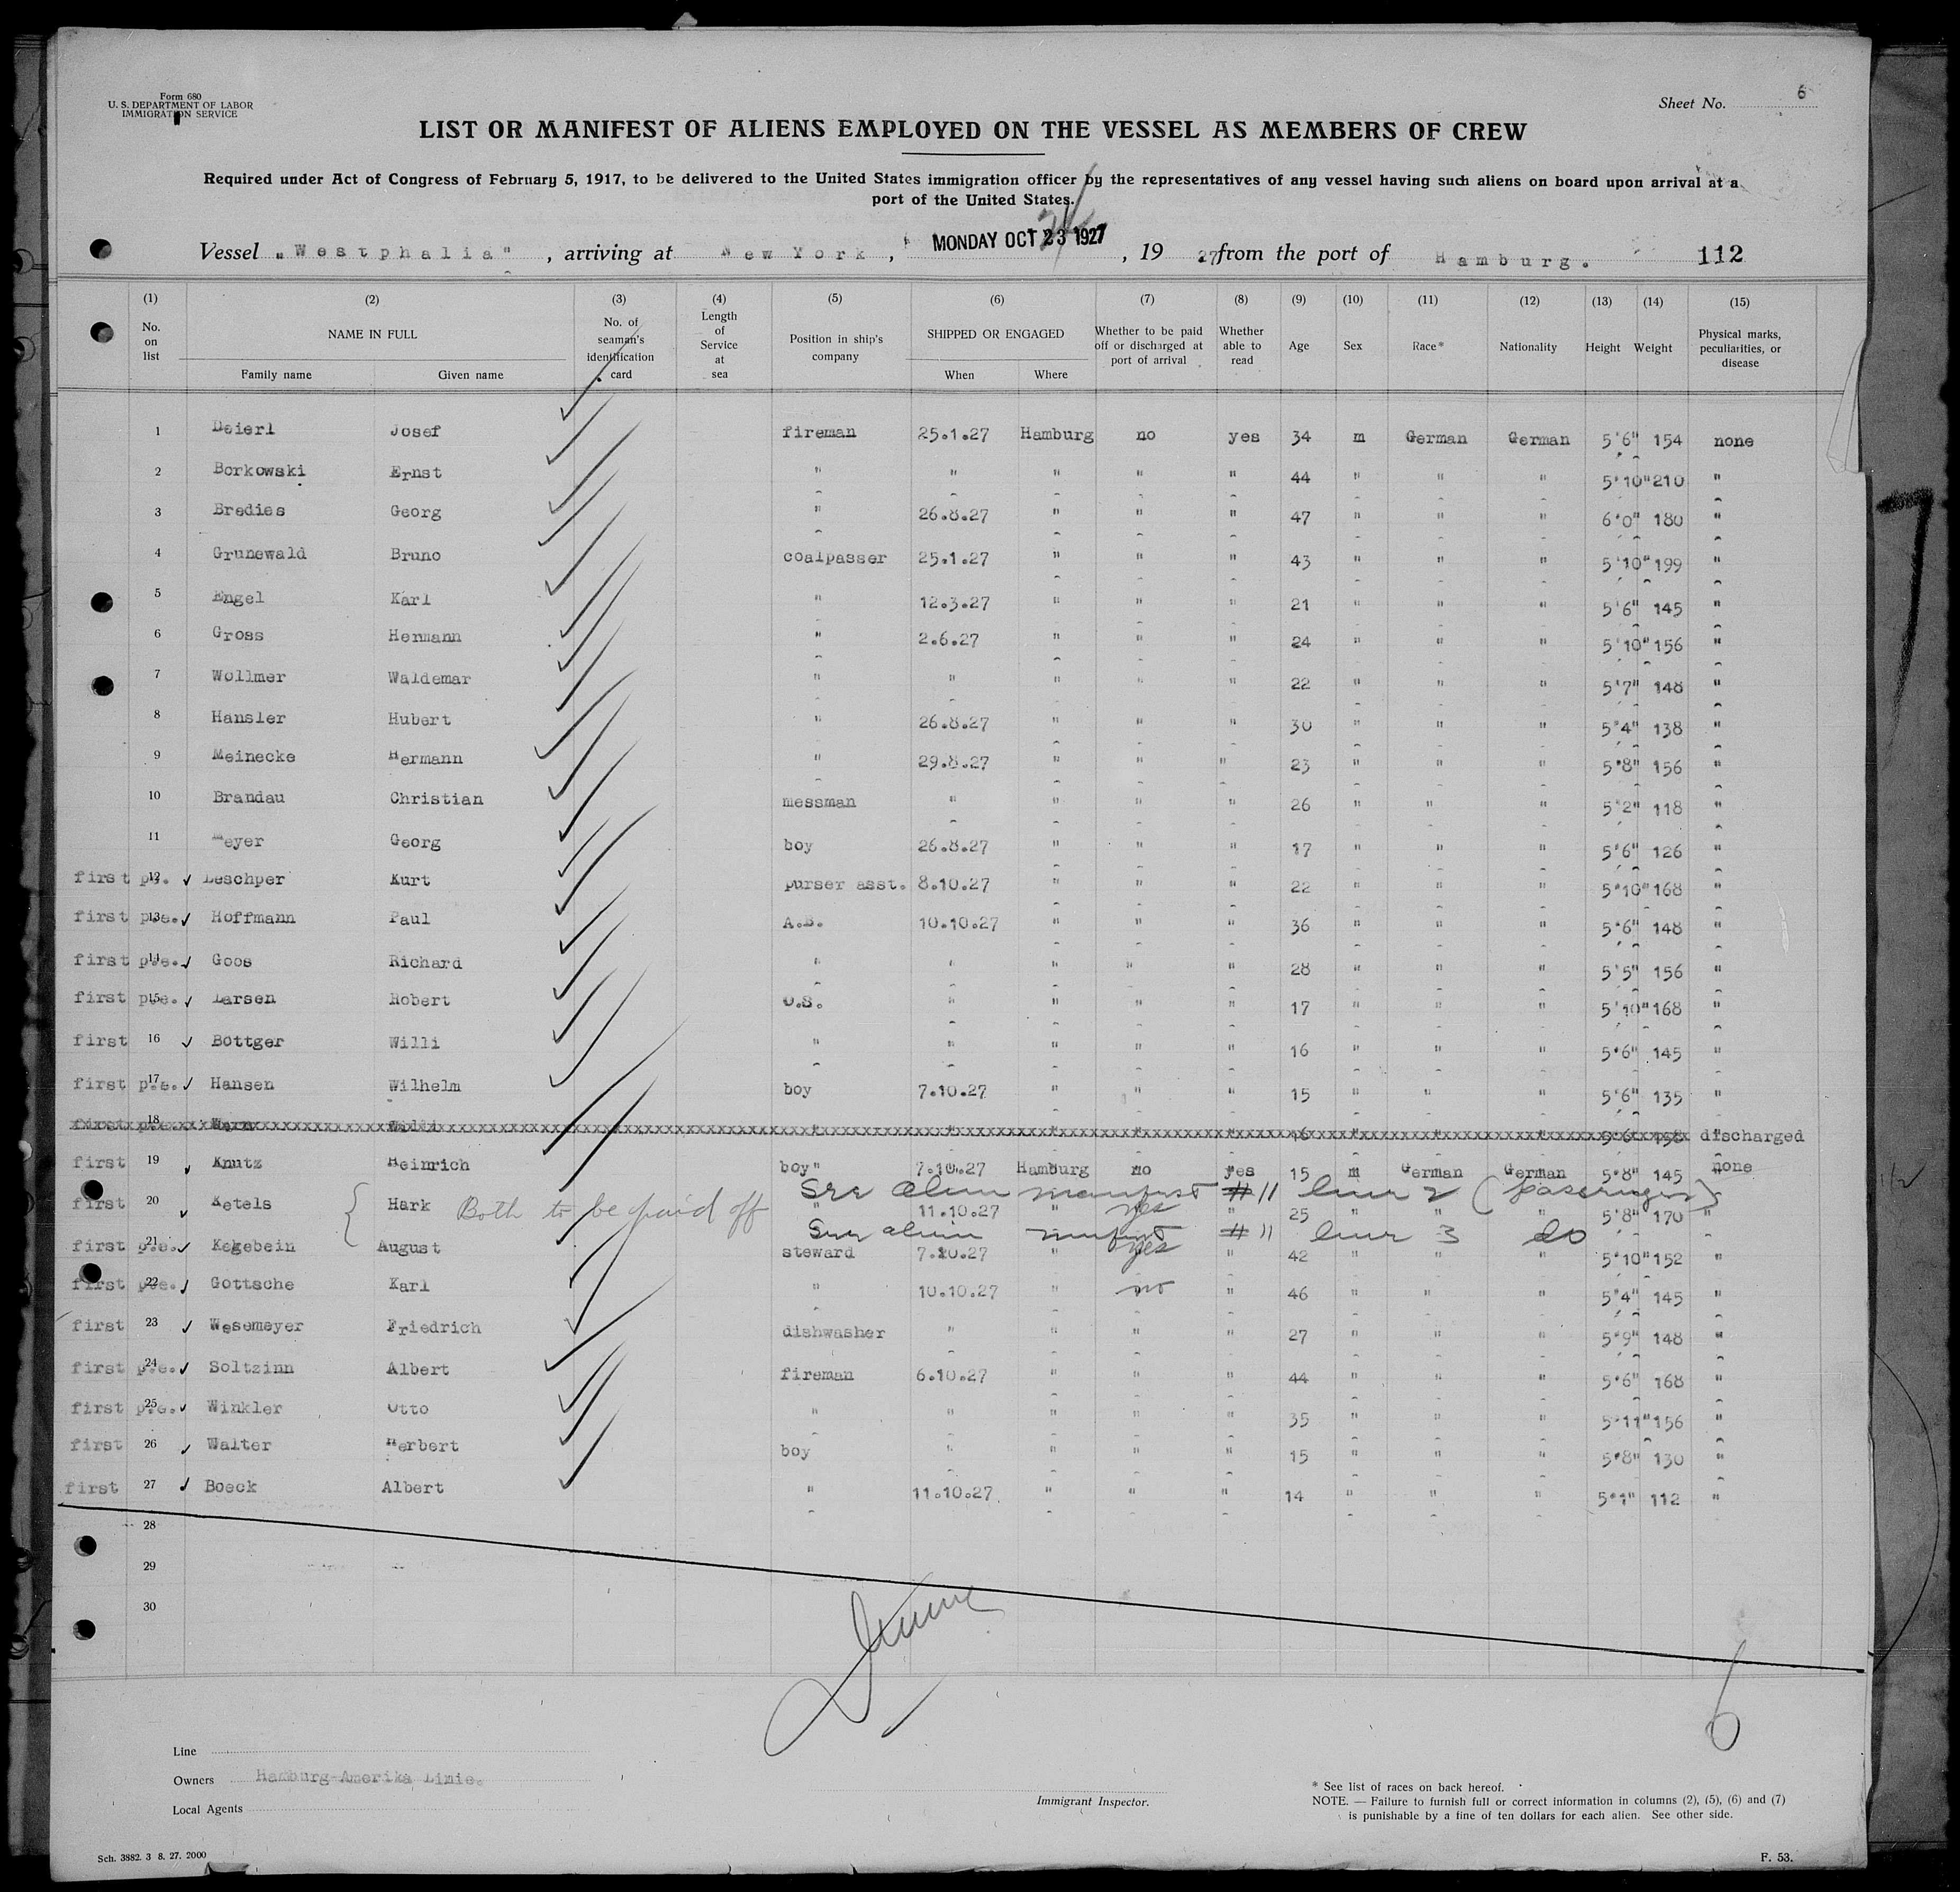 Form 680
U. S. DEPARTMENT OF LABOR
IMMIGRATION SERVICE
Sheet No. 6
LIST OR MANIFEST OF ALIENS EMPLOYED ON THE VESSEL AS MEMBERS OF CREW
Required under Act of Congress of February 5, 1917, to be delivered to the United States immigration officer by the representatives of any vessel having such aliens on board upon arrival at a
port of the United States.
Vessel "Westphalia", arriving at New York, MONDAY OCT 23 1927, 1927 from the port of Hamburg. 112
(1) (2) (3) (4) (5) (6) (7) (8) (9) (10) (11) (12) (13) (14) (15)
No. on list NAME IN FULL No. of seaman's identification card Length of Service at sea Position in ship's company SHIPPED OR ENGAGED Whether to be paid off or discharged at port of arrival Whether able to read Age Sex Race* Nationality Height Weight Physical marks, peculiarities, or disease
Family name Given name When Where
1 Deierl Josef fireman 25.1.27 Hamburg no yes 34 m German German 5'6" 154 none
2 Borkowski Ernst " " " " " 44 " " " 5'10" 210 "
3 Bredies Georg " 26.8.27 " " " 47 " " " 6'0" 180 "
4 Grunewald Bruno coalpasser 25.1.27 " " " 43 " " " 5'10" 199 "
5 Engel Karl " 12.3.27 " " " 21 " " " 5'6" 145 "
6 Gross Hermann " 2.6.27 " " " 24 " " " 5'10" 156 "
7 Wollmer Waldemar " " " " " 22 " " " 5'7" 148 "
8 Hansler Hubert " 26.8.27 " " " 30 " " " 5'4" 138 "
9 Meinecke Hermann " 29.8.27 " " " 23 " " " 5'8" 156 "
10 Brandau Christian messman " " " " 26 " " " 5'2" 118 "
11 Meyer Georg boy 26.8.27 " " " 17 " " " 5'6" 126 "
first 12 Leschper Kurt purser asst. 8.10.27 " " " 22 " " " 5'10" 168 "
first p.e. 13 Hoffmann Paul A.B. 10.10.27 " " " 36 " " " 5'6" 148 "
first p.e. 14 Goos Richard " " " " " 28 " " " 5'5" 156 "
first p.e. 15 Larsen Robert O.S. " " " " 17 " " " 5'10" 168 "
first 16 Bottger Willi " " " " " 16 " " " 5'6" 145 "
first p.e. 17 Hansen Wilhelm boy 7.10.27 " " " 15 " " " 5'6" 135 "
first 18 Willi " " " " " 16 " " " 5'6" discharged
first 19 Knutz Heinrich boy" 7.10.27 Hamburg no yes 15 m German German 5'8" 145 none
See alien manifest # 11 line 2 (passenger)
first 20 Ketels Hark Both to be paid off " 11.10.27 " yes " 25 " " " 5'8" 170 "
See alien manifest # 11 line 3 do
first p.e. 21 Kegebein August steward 7.10.27 " yes " 42 " " " 5'10" 152 "
first p.e. 22 Gottsche Karl " 10.10.27 " no " 46 " " " 5'4" 145 "
first 23 Wesemeyer Friedrich dishwasher " " " " 27 " " " 5'9" 148 "
first p.e. 24 Soltzinn Albert fireman 6.10.27 " " " 44 " " " 5'6" 168 "
first p.e. 25 Winkler Otto " " " " " 35 " " " 5'11" 156 "
first 26 Walter Herbert boy " " " " 15 " " " 5'8" 130 "
first 27 Boeck Albert " 11.10.27 " " " 14 " " " 5'1" 112 "
28
29
30
6
Line
Owners Hamburg-Amerika Linie.
Local Agents
Immigrant Inspector.
* See list of races on back hereof.
NOTE. — Failure to furnish full or correct information in columns (2), (5), (6) and (7)
is punishable by a fine of ten dollars for each alien. See other side.
Sch. 3882. 3 8. 27. 2000
F. 53.